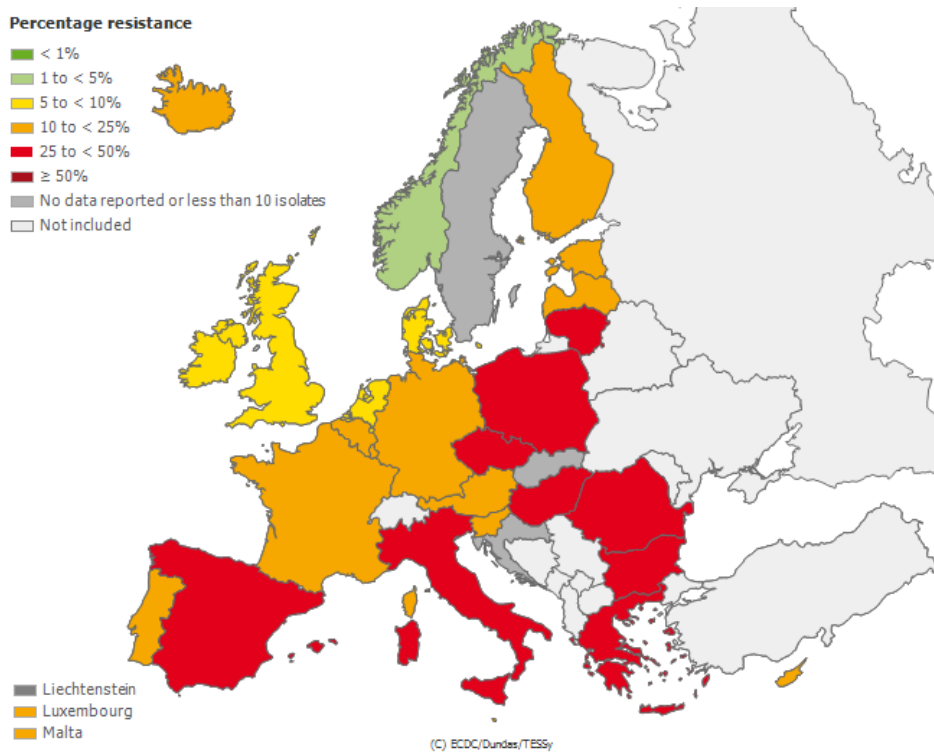 Percentage resistance
< 1%
1 to < 5%
5 to < 10%
10 to < 25%
25 to < 50%
≥ 50%
No data reported or less than 10 isolates
Not included
Liechtenstein
Luxembourg
Malta
(C) ECDC/Dundas/TESSy